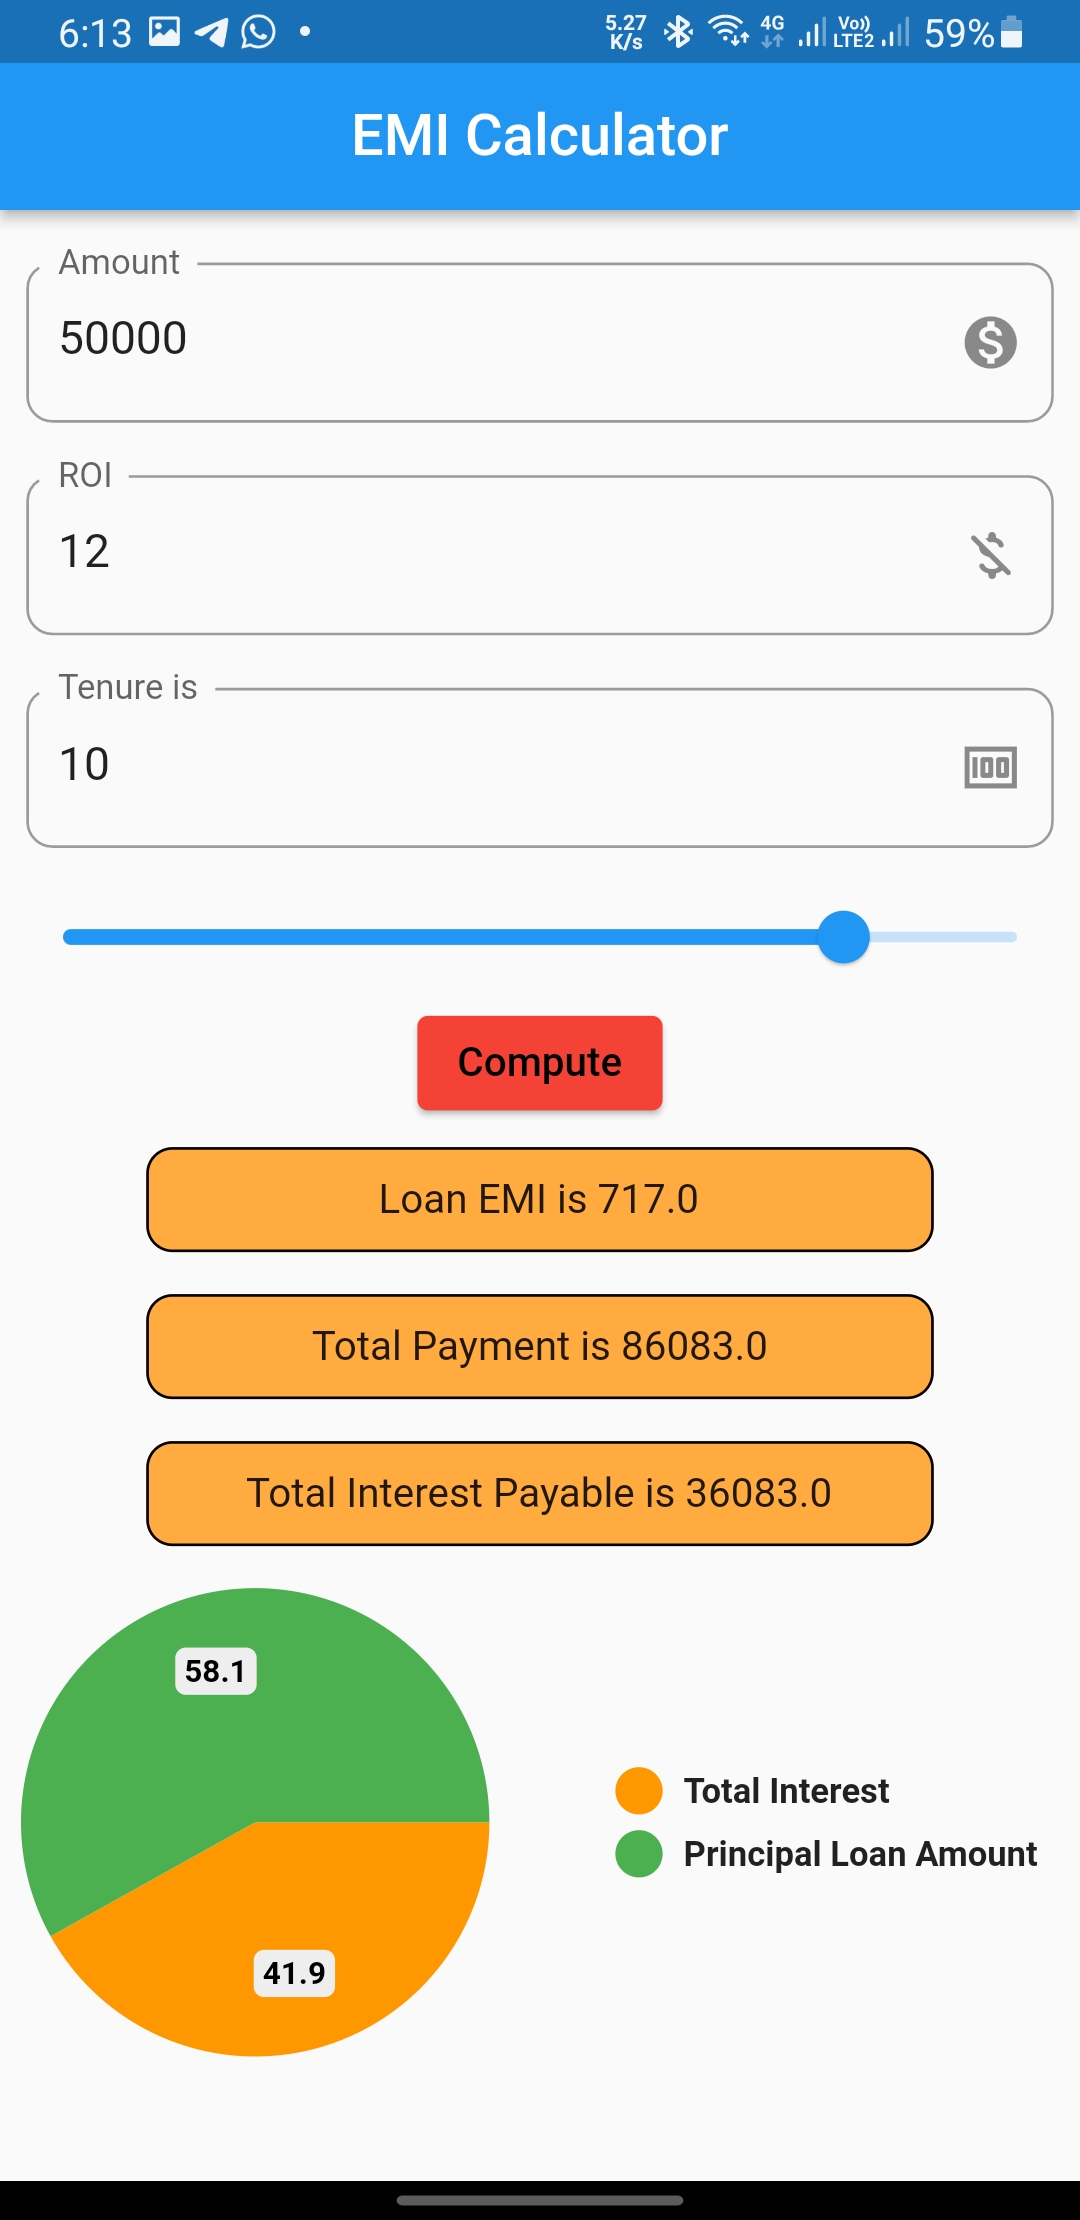 6:13 5.27 K/s 4G Vo)) LTE2 59%
EMI Calculator
Amount
50000
ROI
12
Tenure is
10
100
Compute
Loan EMI is 717.0
Total Payment is 86083.0
Total Interest Payable is 36083.0
58.1
Total Interest
Principal Loan Amount
41.9